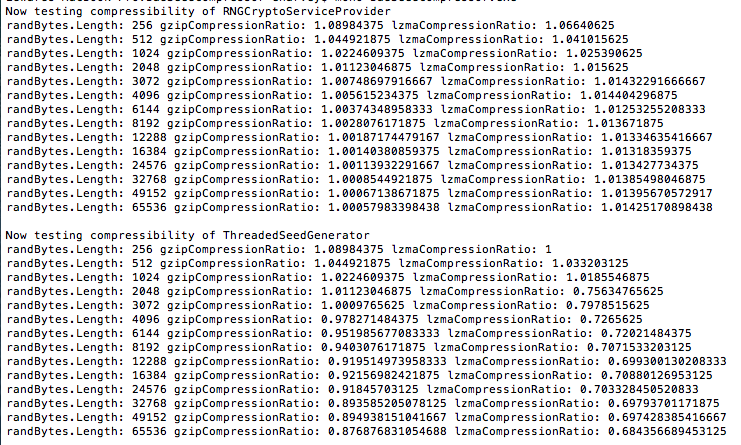 Now testing compressibility of RNGCryptoServiceProvider
randBytes.Length: 256 gzipCompressionRatio: 1.08984375 lzmaCompressionRatio: 1.06640625
randBytes.Length: 512 gzipCompressionRatio: 1.044921875 lzmaCompressionRatio: 1.041015625
randBytes.Length: 1024 gzipCompressionRatio: 1.0224609375 lzmaCompressionRatio: 1.025390625
randBytes.Length: 2048 gzipCompressionRatio: 1.01123046875 lzmaCompressionRatio: 1.015625
randBytes.Length: 3072 gzipCompressionRatio: 1.00748697916667 lzmaCompressionRatio: 1.01432291666667
randBytes.Length: 4096 gzipCompressionRatio: 1.005615234375 lzmaCompressionRatio: 1.014404296875
randBytes.Length: 6144 gzipCompressionRatio: 1.00374348958333 lzmaCompressionRatio: 1.01253255208333
randBytes.Length: 8192 gzipCompressionRatio: 1.0028076171875 lzmaCompressionRatio: 1.013671875
randBytes.Length: 12288 gzipCompressionRatio: 1.00187174479167 lzmaCompressionRatio: 1.01334635416667
randBytes.Length: 16384 gzipCompressionRatio: 1.00140380859375 lzmaCompressionRatio: 1.01318359375
randBytes.Length: 24576 gzipCompressionRatio: 1.00113932291667 lzmaCompressionRatio: 1.013427734375
randBytes.Length: 32768 gzipCompressionRatio: 1.0008544921875 lzmaCompressionRatio: 1.01385498046875
randBytes.Length: 49152 gzipCompressionRatio: 1.00067138671875 lzmaCompressionRatio: 1.01395670572917
randBytes.Length: 65536 gzipCompressionRatio: 1.00057983398438 lzmaCompressionRatio: 1.01425170898438
Now testing compressibility of ThreadedSeedGenerator
randBytes.Length: 256 gzipCompressionRatio: 1.08984375 lzmaCompressionRatio: 1
randBytes.Length: 512 gzipCompressionRatio: 1.044921875 lzmaCompressionRatio: 1.033203125
randBytes.Length: 1024 gzipCompressionRatio: 1.0224609375 lzmaCompressionRatio: 1.0185546875
randBytes.Length: 2048 gzipCompressionRatio: 1.01123046875 lzmaCompressionRatio: 0.75634765625
randBytes.Length: 3072 gzipCompressionRatio: 1.0009765625 lzmaCompressionRatio: 0.7978515625
randBytes.Length: 4096 gzipCompressionRatio: 0.978271484375 lzmaCompressionRatio: 0.7265625
randBytes.Length: 6144 gzipCompressionRatio: 0.951985677083333 lzmaCompressionRatio: 0.72021484375
randBytes.Length: 8192 gzipCompressionRatio: 0.9403076171875 lzmaCompressionRatio: 0.7071533203125
randBytes.Length: 12288 gzipCompressionRatio: 0.919514973958333 lzmaCompressionRatio: 0.699300130208333
randBytes.Length: 16384 gzipCompressionRatio: 0.92156982421875 lzmaCompressionRatio: 0.70880126953125
randBytes.Length: 24576 gzipCompressionRatio: 0.91845703125 lzmaCompressionRatio: 0.703328450520833
randBytes.Length: 32768 gzipCompressionRatio: 0.893585205078125 lzmaCompressionRatio: 0.69793701171875
randBytes.Length: 49152 gzipCompressionRatio: 0.894938151041667 lzmaCompressionRatio: 0.697428385416667
randBytes.Length: 65536 gzipCompressionRatio: 0.876876831054688 lzmaCompressionRatio: 0.684356689453125